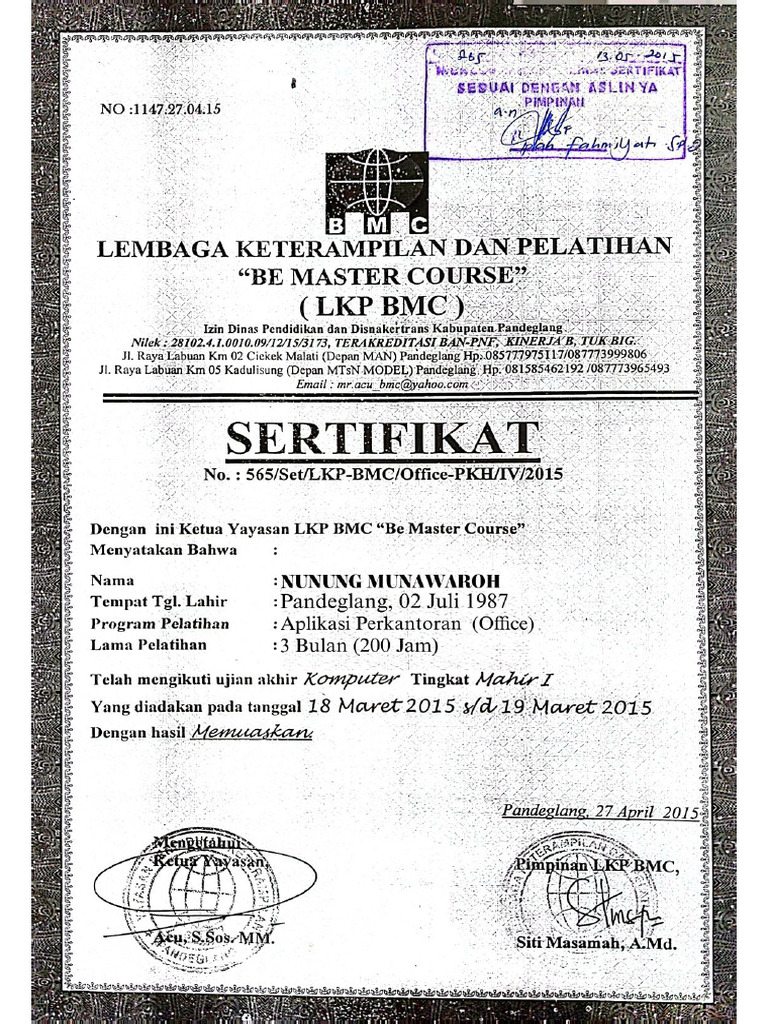 265 13.05-2015
SERTIFIKAT
SESUAI DENGAN ASLINYA
PIMPINAN
a.n
NO :1147.27.04.15
BMC
LEMBAGA KETERAMPILAN DAN PELATIHAN
“BE MASTER COURSE”
( LKP BMC )
Izin Dinas Pendidikan dan Disnakertrans Kabupaten Pandeglang
Nilek : 28102.4.1.0010.09/12/15/3173, TERAKREDITASI BAN-PNF, KINERJA B, TUK BIG.
Jl. Raya Labuan Km 02 Ciekek Malati (Depan MAN) Pandeglang Hp. 085777975117/087773999806
Jl. Raya Labuan Km 05 Kadulisung (Depan MTsN MODEL) Pandeglang Hp. 081585462192 /087773965493
Email : mr.acu_bmc@yahoo.com
SERTIFIKAT
No. : 565/Set/LKP-BMC/Office-PKH/IV/2015
Dengan ini Ketua Yayasan LKP BMC “Be Master Course”
Menyatakan Bahwa :
Nama : NUNUNG MUNAWAROH
Tempat Tgl. Lahir : Pandeglang, 02 Juli 1987
Program Pelatihan : Aplikasi Perkantoran (Office)
Lama Pelatihan : 3 Bulan (200 Jam)
Telah mengikuti ujian akhir Komputer Tingkat Mahir I
Yang diadakan pada tanggal 18 Maret 2015 s/d 19 Maret 2015
Dengan hasil Memuaskan.
Pandeglang, 27 April 2015
Mengetahui
Ketua Yayasan,
Acu, S.Sos. MM.
Pimpinan LKP BMC,
Siti Masamah, A.Md.